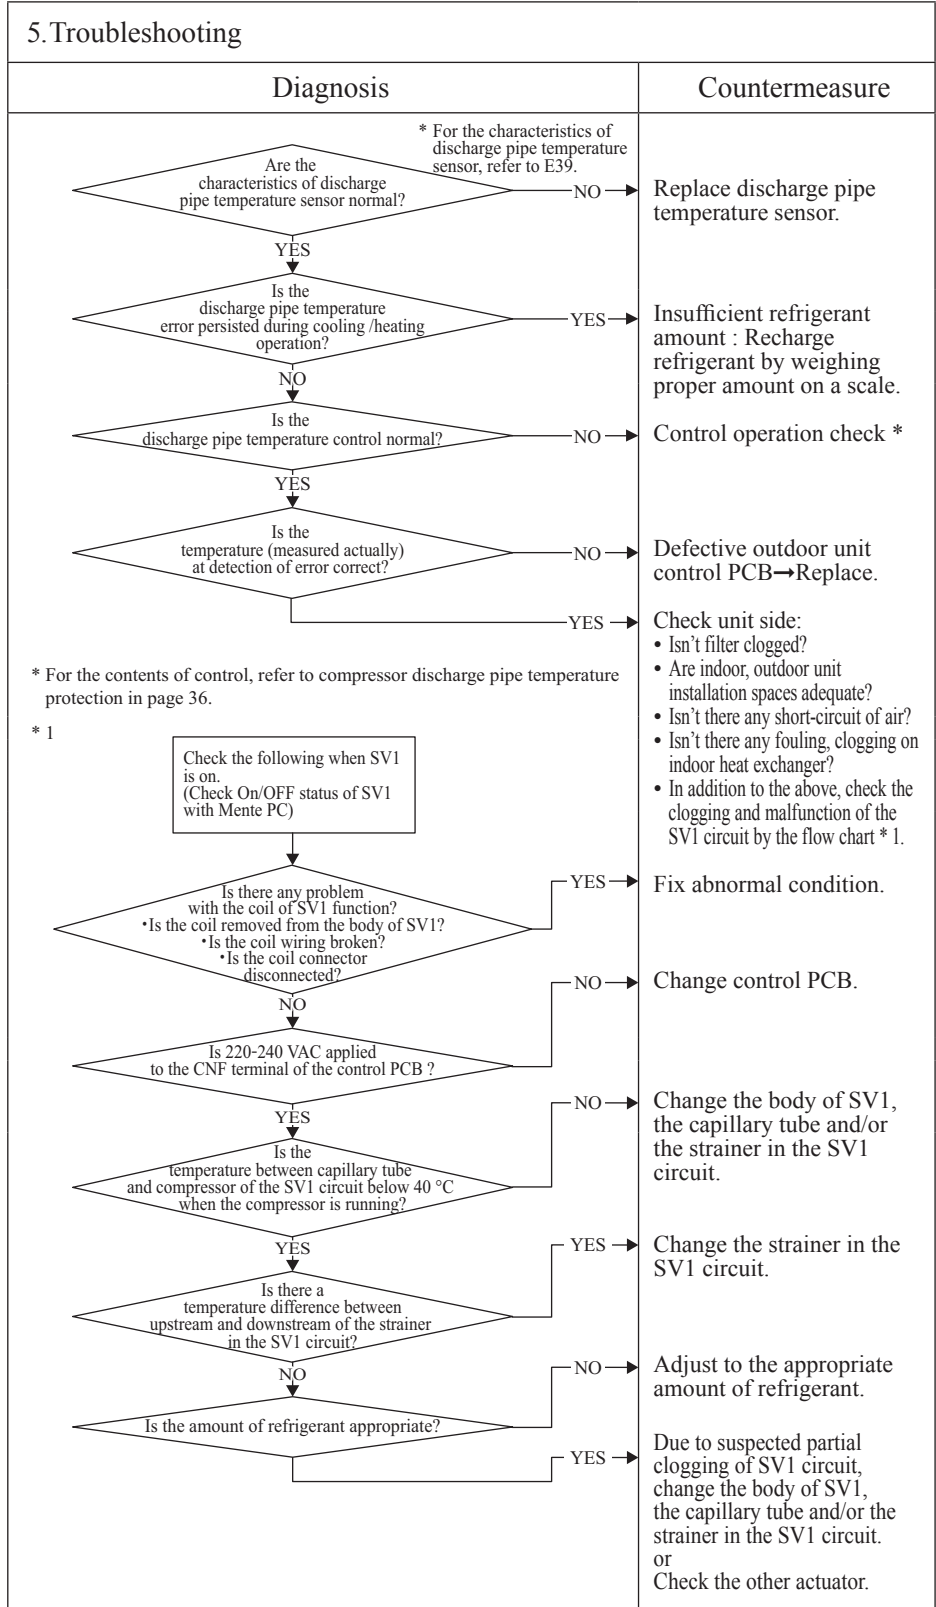 5.Troubleshooting
Diagnosis
Countermeasure
* For the characteristics of
discharge pipe temperature
sensor, refer to E39.
Are the
characteristics of discharge
pipe temperature sensor normal?
NO
Replace discharge pipe
temperature sensor.
YES
Is the
discharge pipe temperature
error persisted during cooling /heating
operation?
YES
Insufficient refrigerant
amount : Recharge
refrigerant by weighing
proper amount on a scale.
NO
Is the
discharge pipe temperature control normal?
NO
Control operation check *
YES
Is the
temperature (measured actually)
at detection of error correct?
NO
Defective outdoor unit
control PCB→Replace.
YES
Check unit side:
• Isn't filter clogged?
• Are indoor, outdoor unit
installation spaces adequate?
• Isn't there any short-circuit of air?
• Isn't there any fouling, clogging on
indoor heat exchanger?
• In addition to the above, check the
clogging and malfunction of the
SV1 circuit by the flow chart * 1.
* For the contents of control, refer to compressor discharge pipe temperature
protection in page 36.
* 1
Check the following when SV1
is on.
(Check On/OFF status of SV1
with Mente PC)
Is there any problem
with the coil of SV1 function?
•Is the coil removed from the body of SV1?
•Is the coil wiring broken?
•Is the coil connector
disconnected?
YES
Fix abnormal condition.
NO
Is 220-240 VAC applied
to the CNF terminal of the control PCB ?
NO
Change control PCB.
YES
Is the
temperature between capillary tube
and compressor of the SV1 circuit below 40 °C
when the compressor is running?
NO
Change the body of SV1,
the capillary tube and/or
the strainer in the SV1
circuit.
YES
Is there a
temperature difference between
upstream and downstream of the strainer
in the SV1 circuit?
YES
Change the strainer in the
SV1 circuit.
NO
Is the amount of refrigerant appropriate?
NO
Adjust to the appropriate
amount of refrigerant.
YES
Due to suspected partial
clogging of SV1 circuit,
change the body of SV1,
the capillary tube and/or the
strainer in the SV1 circuit.
or
Check the other actuator.